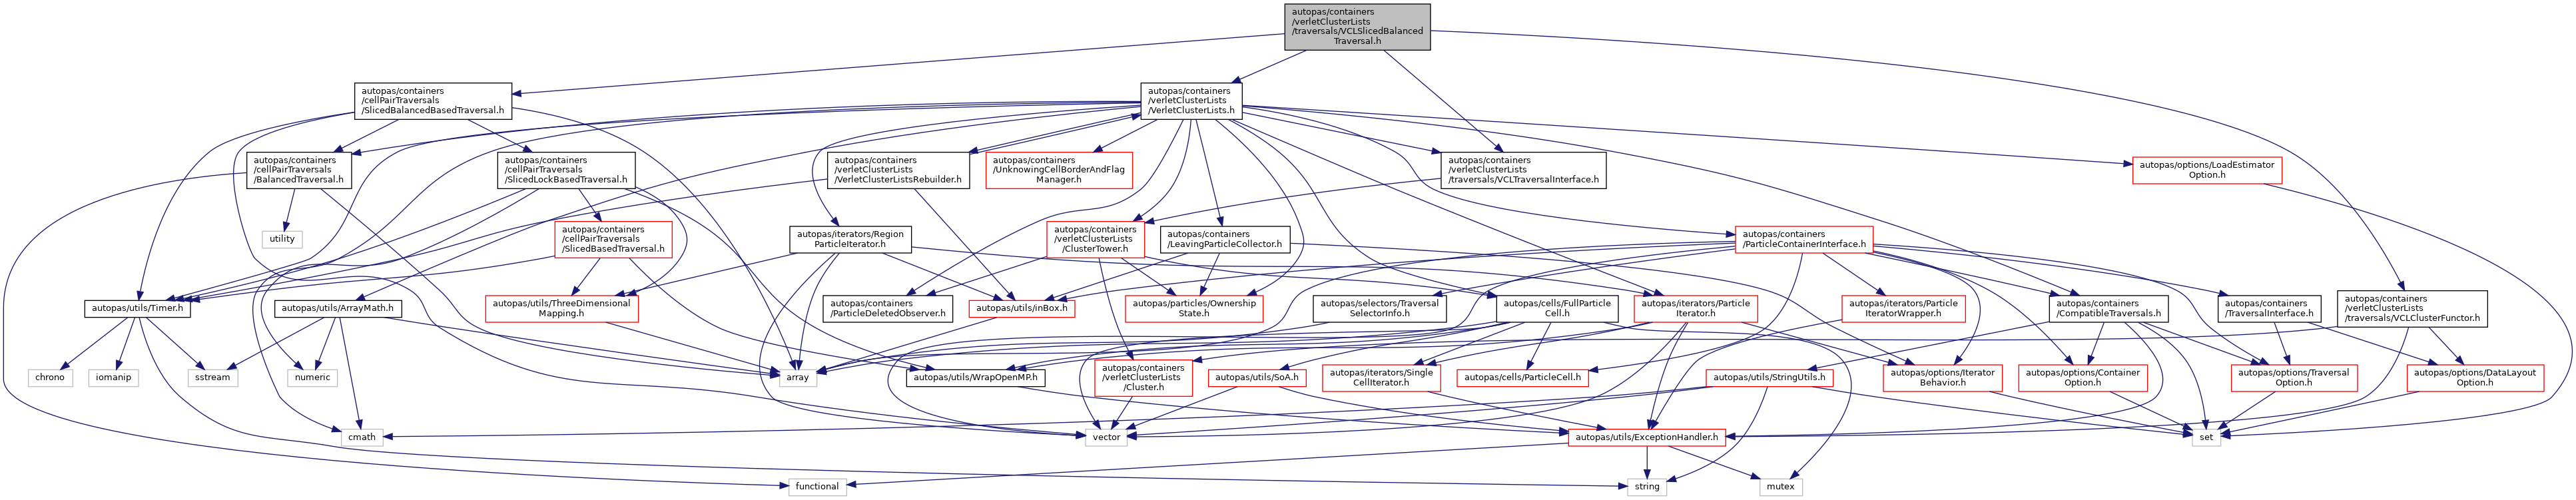 autopas/containers
/verletClusterLists
/traversals/VCLSlicedBalanced
Traversal.h
autopas/containers
/cellPairTraversals
/SlicedBalancedBasedTraversal.h
autopas/containers
/verletClusterLists
/VerletClusterLists.h
autopas/containers
/cellPairTraversals
/BalancedTraversal.h
autopas/containers
/cellPairTraversals
/SlicedLockBasedTraversal.h
autopas/containers
/verletClusterLists
/VerletClusterListsRebuilder.h
autopas/containers
/UnknowingCellBorderAndFlag
Manager.h
autopas/containers
/verletClusterLists
/traversals/VCLTraversalInterface.h
autopas/options/LoadEstimator
Option.h
utility
autopas/containers
/cellPairTraversals
/SlicedBasedTraversal.h
autopas/iterators/Region
ParticleIterator.h
autopas/containers
/verletClusterLists
/ClusterTower.h
autopas/containers
/LeavingParticleCollector.h
autopas/containers
/ParticleContainerInterface.h
autopas/utils/Timer.h
autopas/utils/ArrayMath.h
autopas/utils/ThreeDimensional
Mapping.h
autopas/containers
/ParticleDeletedObserver.h
autopas/utils/inBox.h
autopas/particles/Ownership
State.h
autopas/selectors/Traversal
SelectorInfo.h
autopas/cells/FullParticle
Cell.h
autopas/iterators/Particle
Iterator.h
autopas/iterators/Particle
IteratorWrapper.h
autopas/containers
/CompatibleTraversals.h
autopas/containers
/TraversalInterface.h
autopas/containers
/verletClusterLists
/traversals/VCLClusterFunctor.h
chrono
iomanip
sstream
numeric
array
autopas/utils/WrapOpenMP.h
autopas/containers
/verletClusterLists
/Cluster.h
autopas/utils/SoA.h
autopas/iterators/Single
CellIterator.h
autopas/cells/ParticleCell.h
autopas/utils/StringUtils.h
autopas/options/Iterator
Behavior.h
autopas/options/Container
Option.h
autopas/options/Traversal
Option.h
autopas/options/DataLayout
Option.h
cmath
vector
autopas/utils/ExceptionHandler.h
set
functional
string
mutex